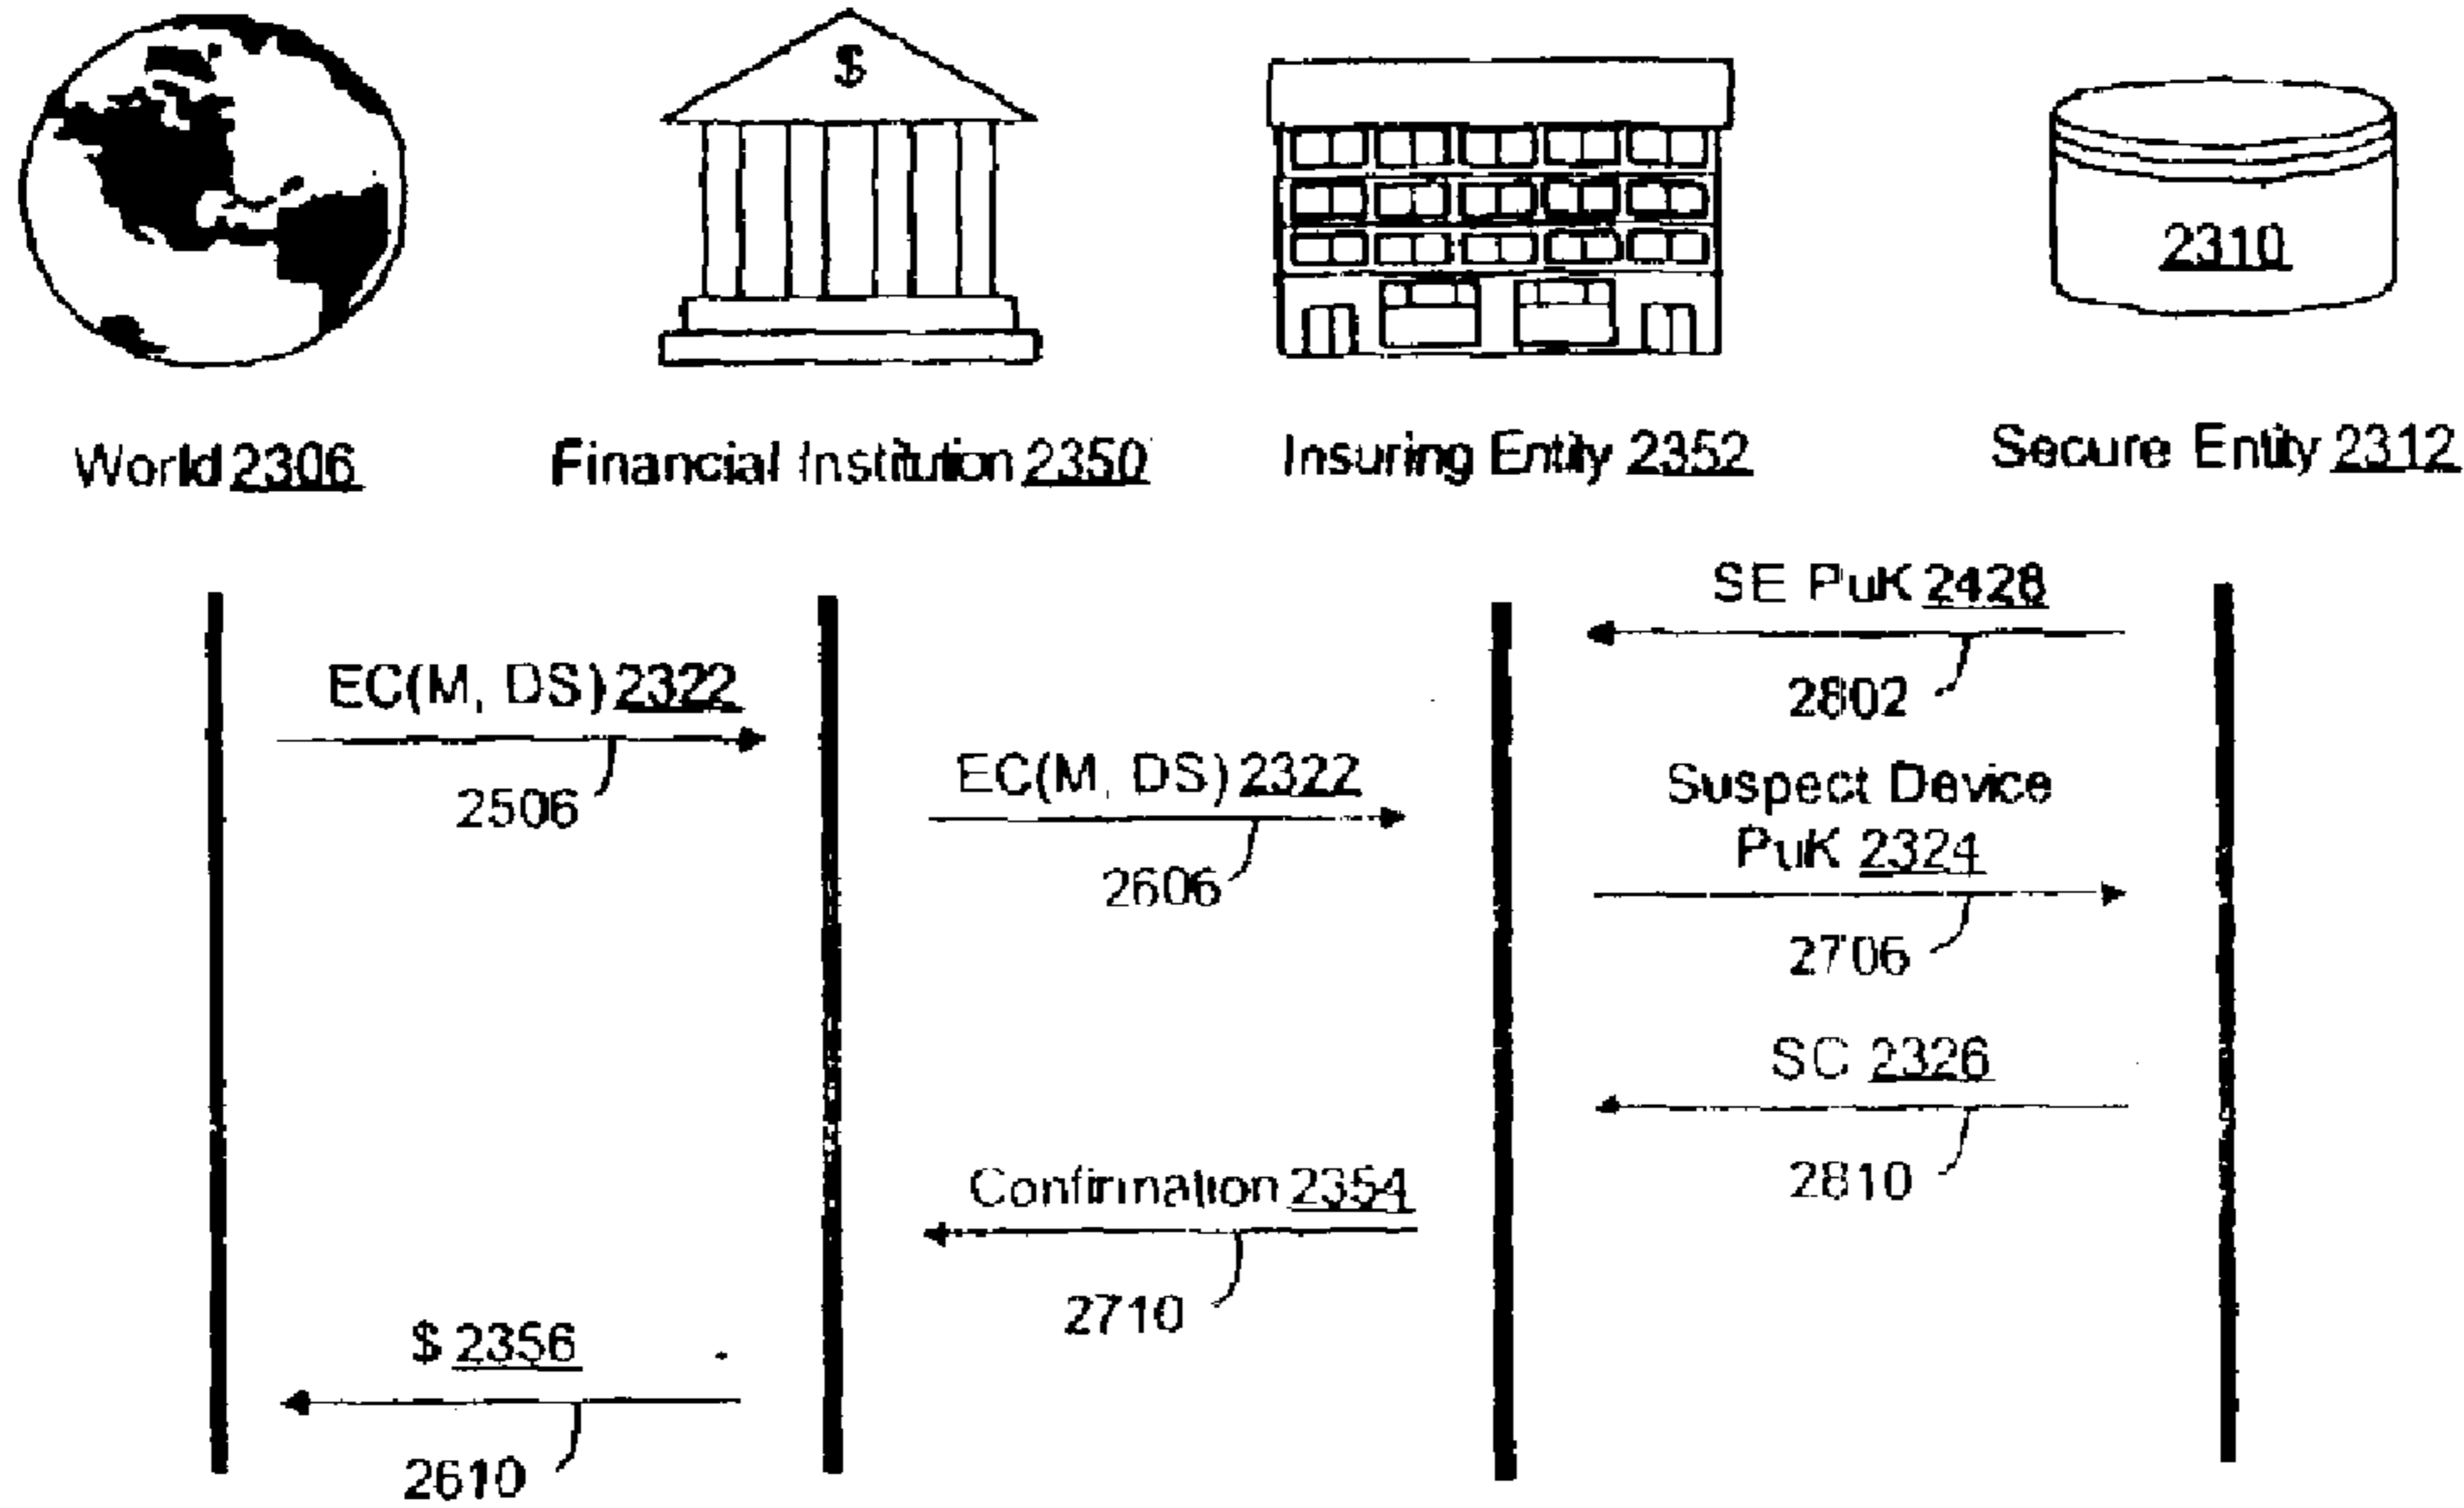 $
2310
World 2306
Financial Institution 2350
Insuring Entity 2352
Secure Entity 2312
SE PuK 2428
2802
EC(M, DS) 2322
2506
EC(M, DS) 2322
2606
Suspect Device
PuK 2324
2706
SC 2326
2810
Confirmation 2354
2710
$ 2356
2610